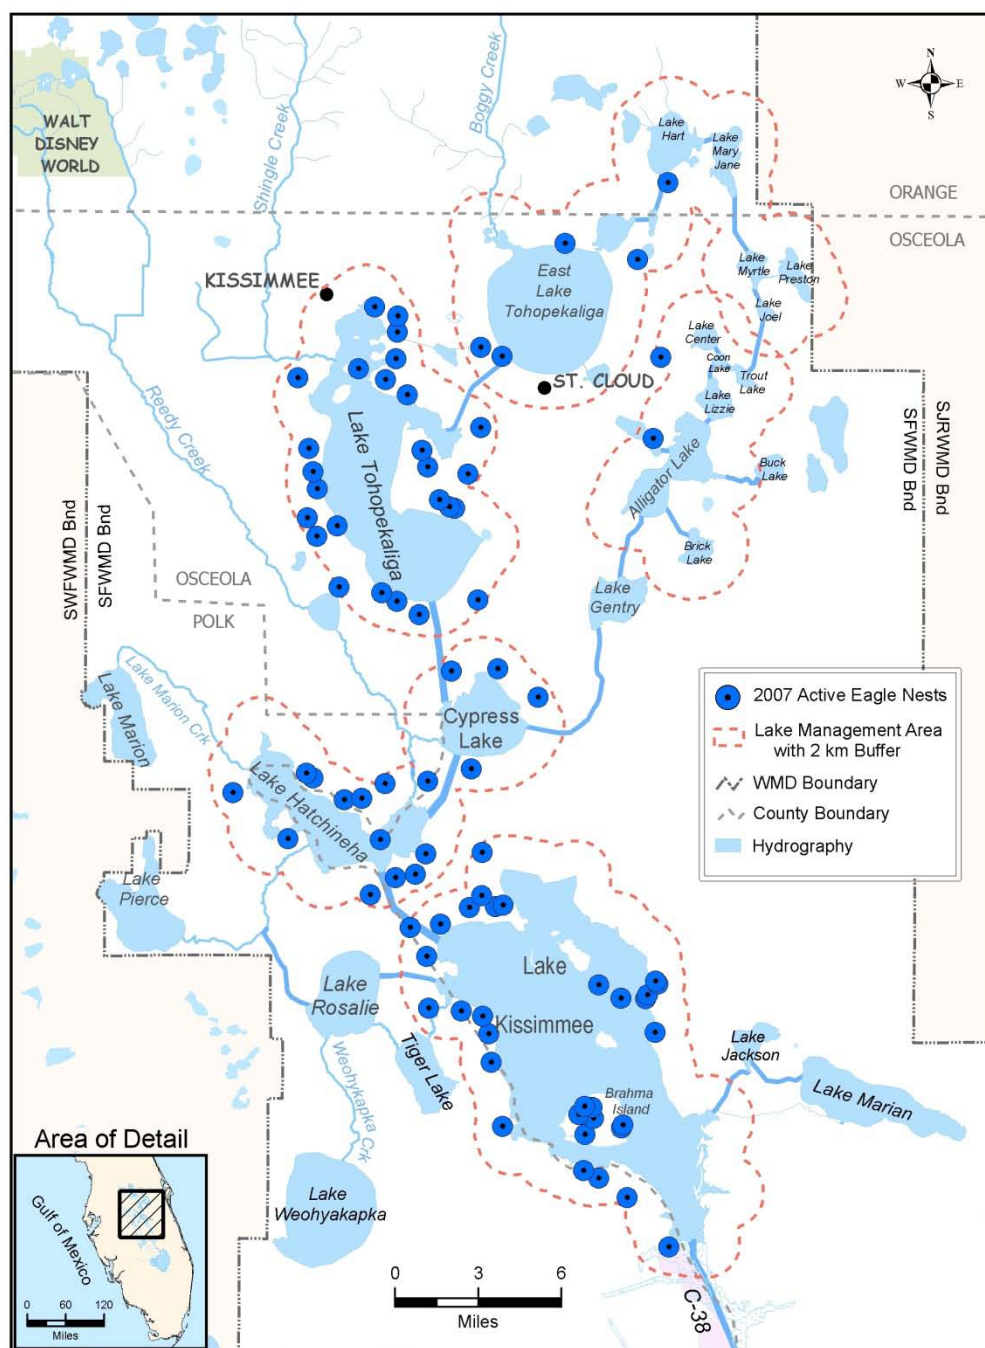 N
W E
S
WALT
DISNEY
WORLD
Shingle Creek
Boggy Creek
Lake
Hart
Lake
Mary
Jane
ORANGE
OSCEOLA
KISSIMMEE
East
Lake
Tohopekaliga
Lake
Myrtle
Lake
Preston
Lake
Joel
Lake
Center
Coon
Lake
Trout
Lake
Lake
Lizzie
ST. CLOUD
Reedy Creek
Lake Tohopekaliga
Alligator Lake
Buck
Lake
Brick
Lake
Lake
Gentry
SWFWMD Bnd
SFWMD Bnd
SFWMD Bnd
SJRWMD Bnd
OSCEOLA
POLK
Lake Marion Crk
Lake Marion
Cypress
Lake
2007 Active Eagle Nests
Lake Management Area
with 2 km Buffer
WMD Boundary
County Boundary
Hydrography
Lake Hatchineha
Lake
Pierce
Lake
Rosalie
Lake
Kissimmee
Tiger Lake
Weohykapka Crk
Lake
Jackson
Lake Marian
Brahma
Island
Lake
Weohyakapka
C-38
0 3 6
Miles
Area of Detail
Gulf of Mexico
0 60 120
Miles